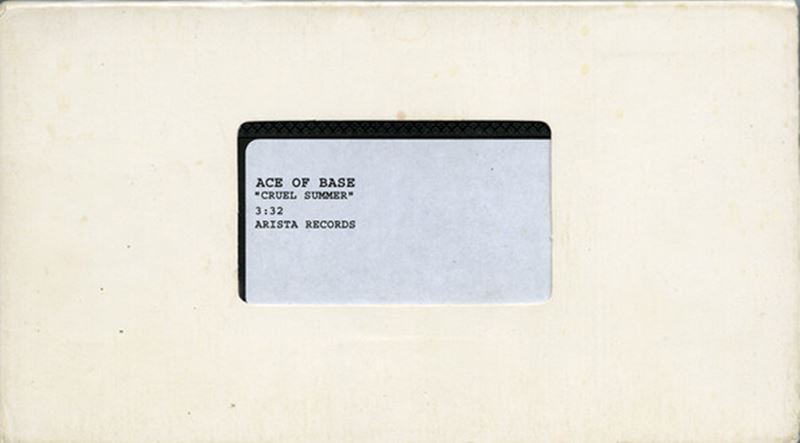 ACE OF BASE
"CRUEL SUMMER"
3:32
ARISTA RECORDS